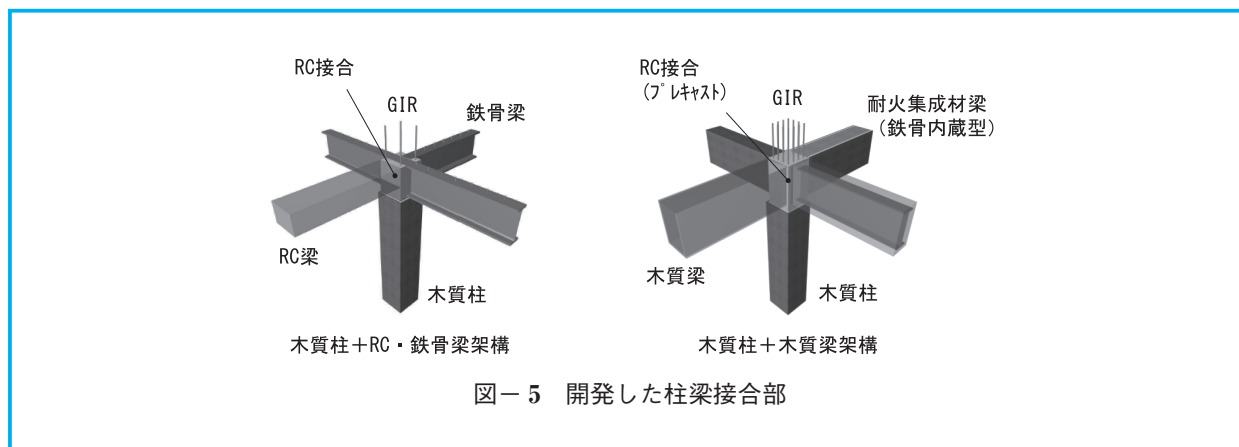 RC接合
GIR
鉄骨梁
RC梁
木質柱
木質柱＋RC・鉄骨梁架構
RC接合
（ﾌﾟﾚｷｬｽﾄ）
GIR
耐火集成材梁
（鉄骨内蔵型）
木質梁
木質柱
木質柱＋木質梁架構
図－5　開発した柱梁接合部